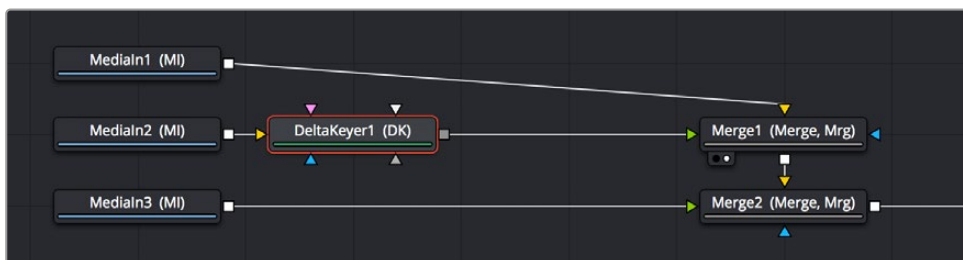 MediaIn1 (MI)
MediaIn2 (MI)
DeltaKeyer1 (DK)
Merge1 (Merge, Mrg)
MediaIn3 (MI)
Merge2 (Merge, Mrg)